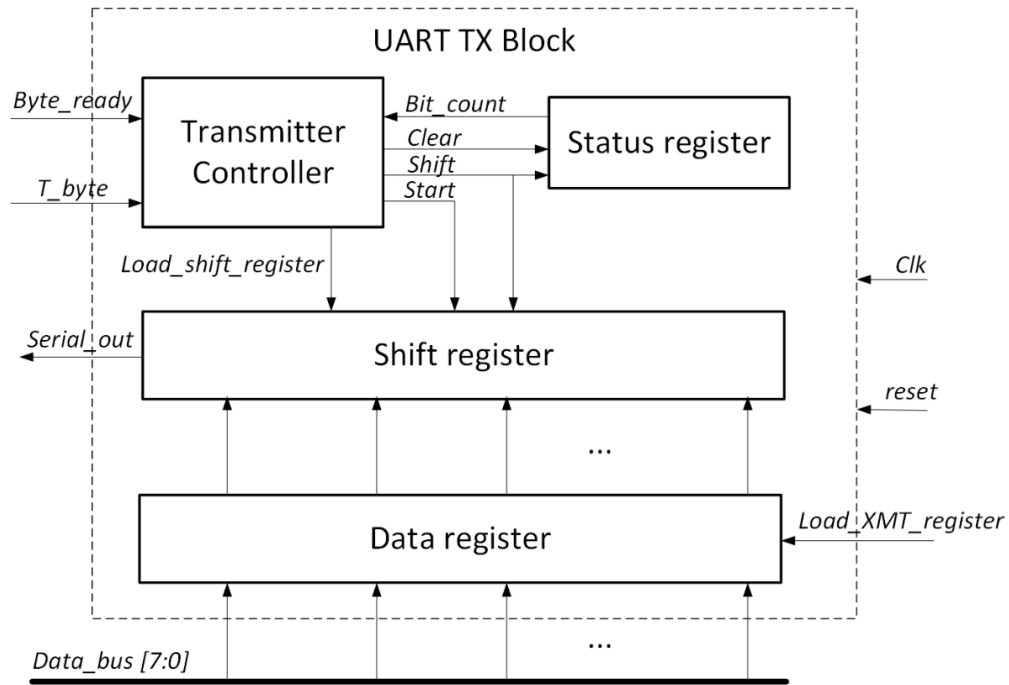 UART TX Block
Byte_ready
Transmitter
Controller
Bit_count
Clear
Shift
Start
Status register
T_byte
Load_shift_register
Clk
Serial_out
Shift register
reset
...
Data register
Load_XMT_register
...
Data_bus [7:0]